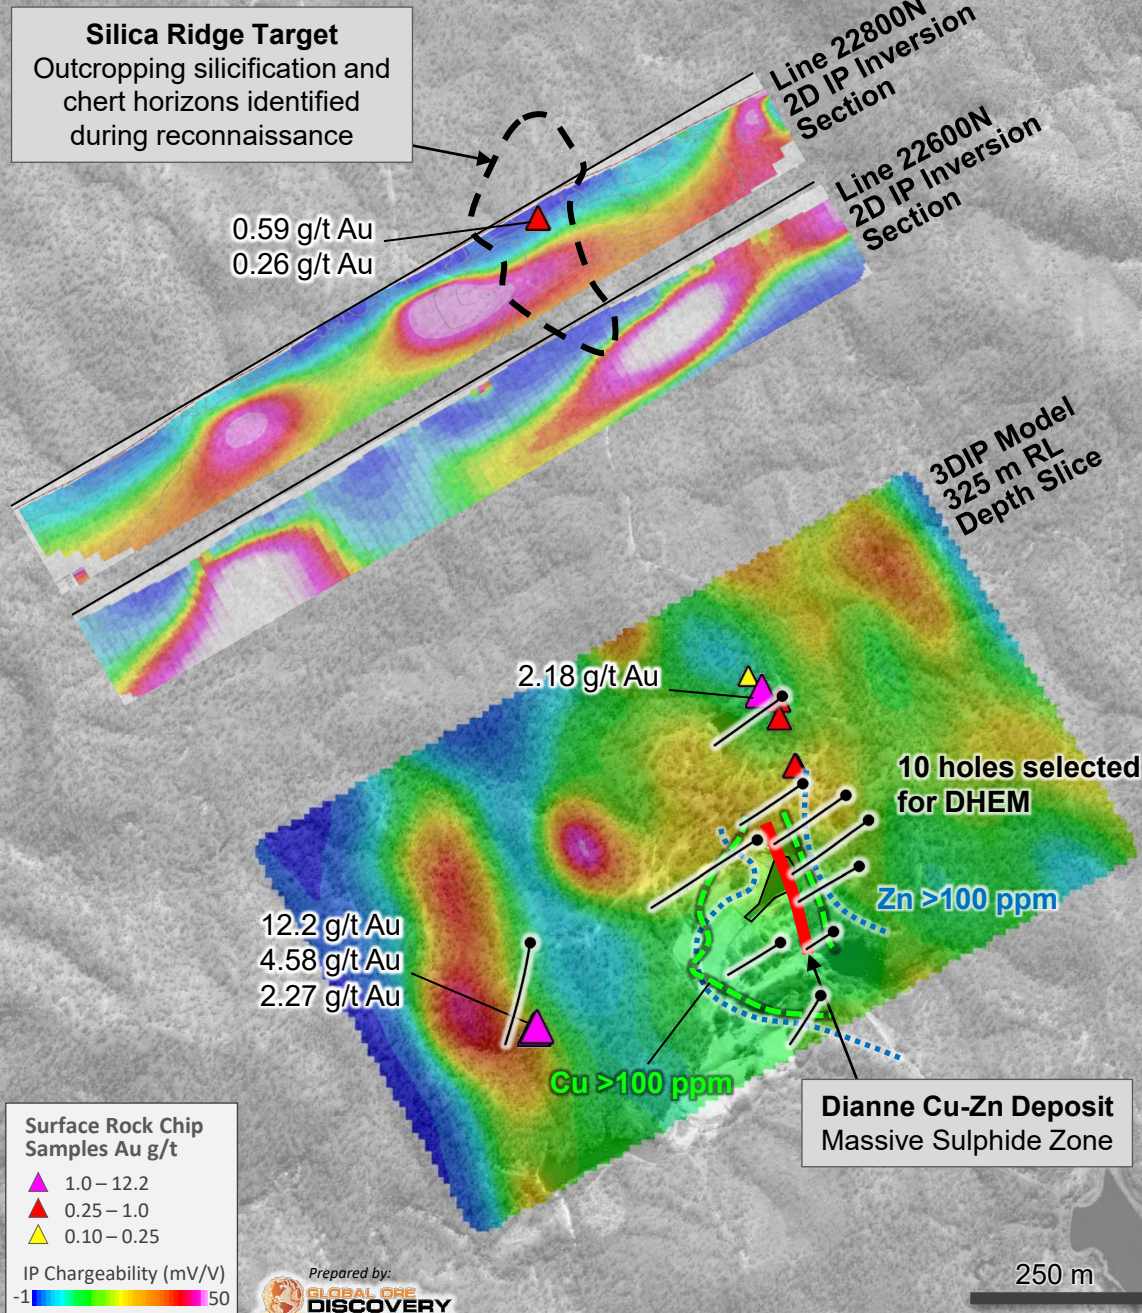 Silica Ridge Target
Outcropping silicification and
chert horizons identified
during reconnaissance
Line 22800N
2D IP Inversion
Section
Line 22600N
2D IP Inversion
Section
0.59 g/t Au
0.26 g/t Au
3DIP Model
325 m RL
Depth Slice
2.18 g/t Au
10 holes selected
for DHEM
Zn >100 ppm
12.2 g/t Au
4.58 g/t Au
2.27 g/t Au
Cu >100 ppm
Dianne Cu-Zn Deposit
Massive Sulphide Zone
Surface Rock Chip
Samples Au g/t
1.0 – 12.2
0.25 – 1.0
0.10 – 0.25
IP Chargeability (mV/V)
-1 50
Prepared by:
GLOBAL ORE
DISCOVERY
250 m